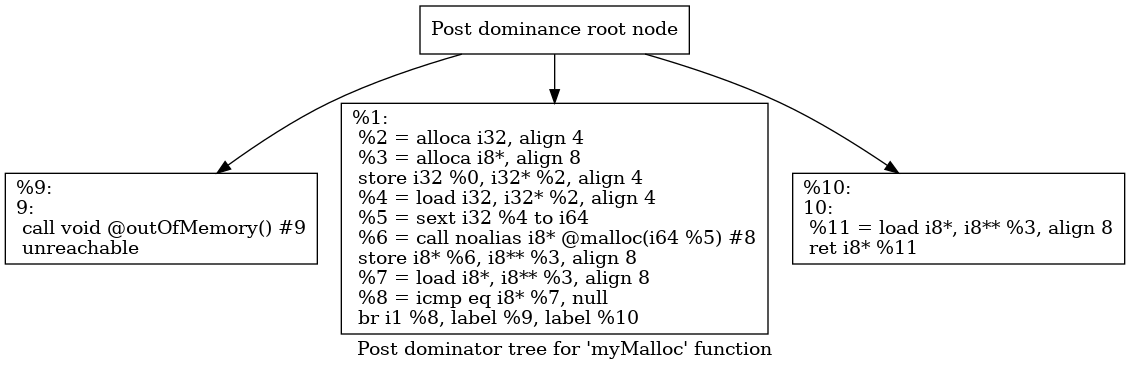 Post dominance root node
%9:
9:
call void @outOfMemory() #9
unreachable
%1:
%2 = alloca i32, align 4
%3 = alloca i8*, align 8
store i32 %0, i32* %2, align 4
%4 = load i32, i32* %2, align 4
%5 = sext i32 %4 to i64
%6 = call noalias i8* @malloc(i64 %5) #8
store i8* %6, i8** %3, align 8
%7 = load i8*, i8** %3, align 8
%8 = icmp eq i8* %7, null
br i1 %8, label %9, label %10
%10:
10:
%11 = load i8*, i8** %3, align 8
ret i8* %11
Post dominator tree for 'myMalloc' function